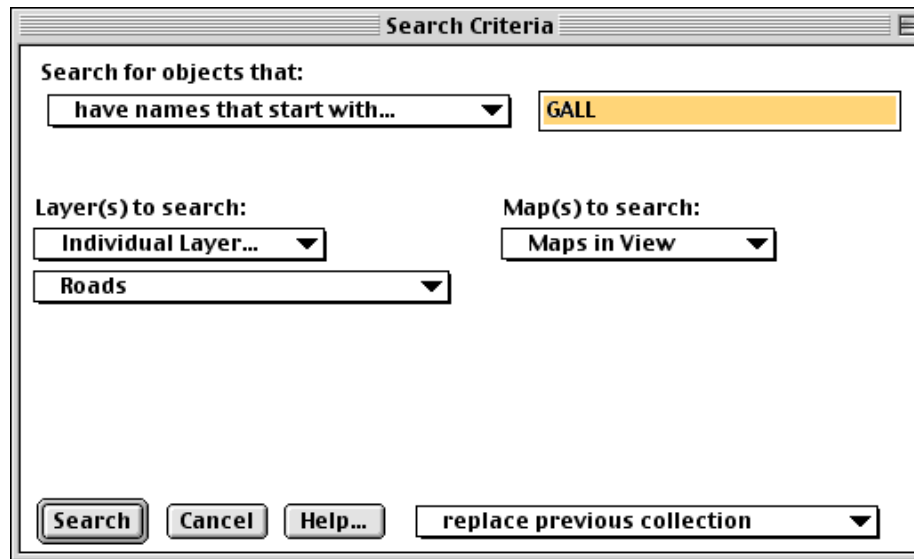 Search Criteria
Search for objects that:
have names that start with... GALL
Layer(s) to search: Map(s) to search:
Individual Layer... Maps in View
Roads
Search Cancel Help... replace previous collection